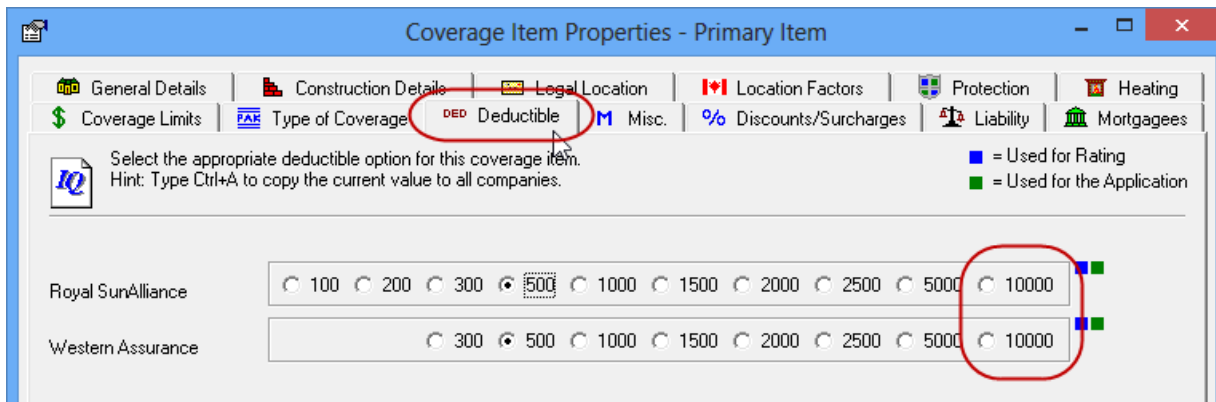 Coverage Item Properties - Primary Item
General Details Construction Details Legal Location Location Factors Protection Heating
$ Coverage Limits PAK Type of Coverage DED Deductible M Misc. % Discounts/Surcharges Liability Mortgagees
IQ
Select the appropriate deductible option for this coverage item.
Hint: Type Ctrl+A to copy the current value to all companies.
= Used for Rating
= Used for the Application
Royal SunAlliance 100 200 300 500 1000 1500 2000 2500 5000 10000
Western Assurance 300 500 1000 1500 2000 2500 5000 10000